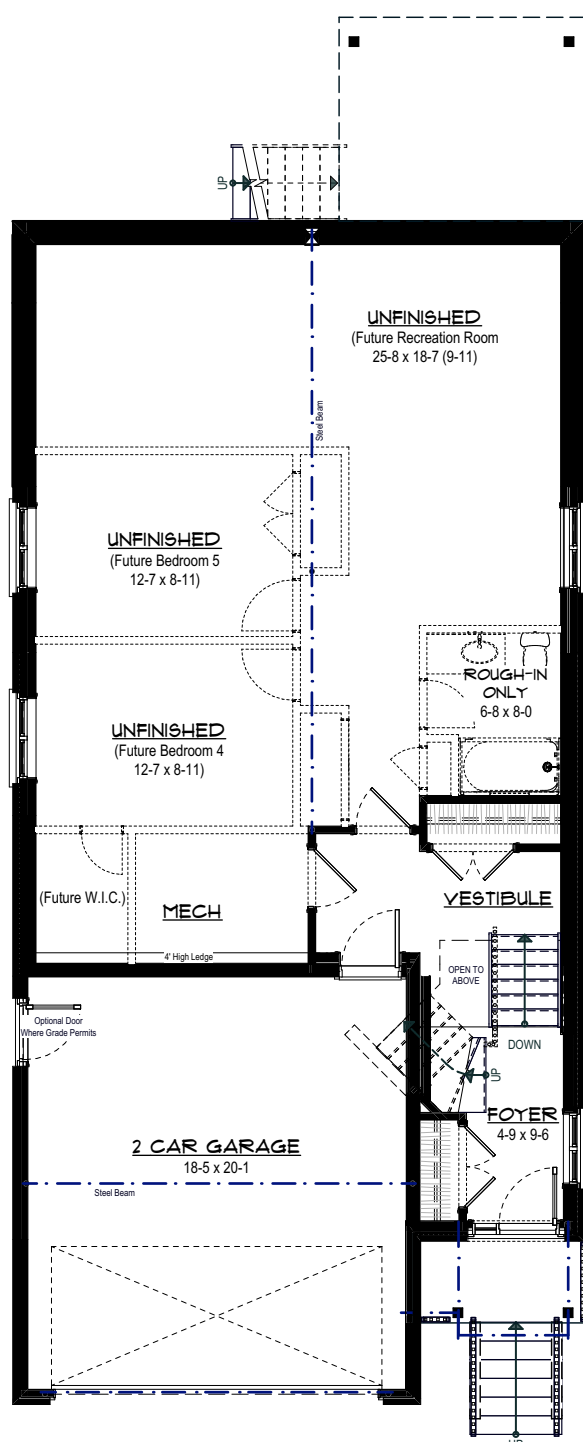 UP
UNFINISHED
(Future Recreation Room
25-8 x 18-7 (9-11)
Steel Beam
UNFINISHED
(Future Bedroom 5
12-7 x 8-11)
ROUGH-IN
ONLY
6-8 x 8-0
UNFINISHED
(Future Bedroom 4
12-7 x 8-11)
(Future W.I.C.)
MECH
VESTIBULE
4' High Ledge
OPEN TO
ABOVE
Optional Door
Where Grade Permits
DOWN
UP
FOYER
4-9 x 9-6
2 CAR GARAGE
18-5 x 20-1
Steel Beam
UP